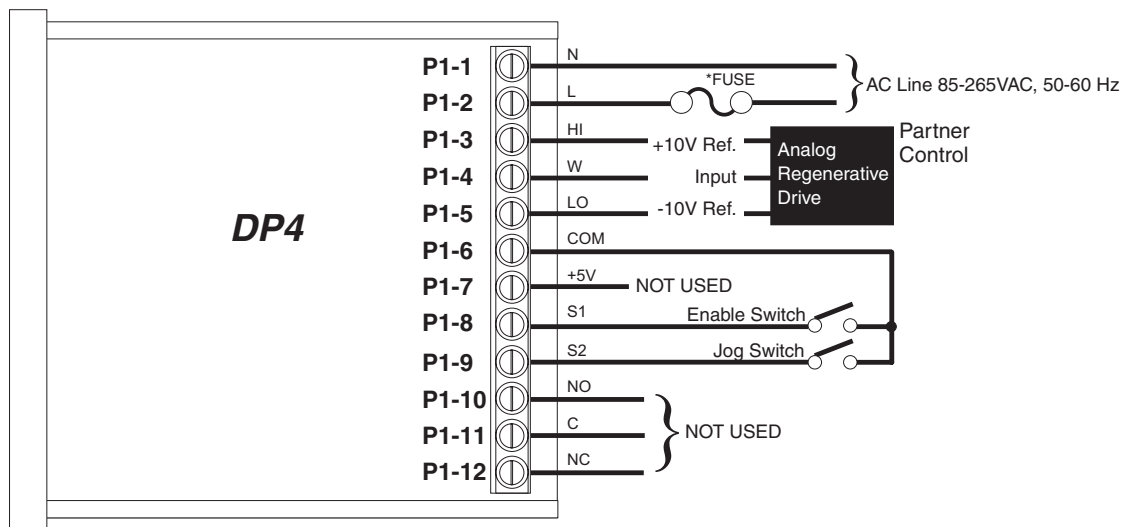 DP4
P1-1 N
P1-2 L *FUSE AC Line 85-265VAC, 50-60 Hz
P1-3 HI +10V Ref.
P1-4 W Input
P1-5 LO -10V Ref.
Analog
Regenerative
Drive
Partner
Control
P1-6 COM
P1-7 +5V NOT USED
P1-8 S1 Enable Switch
P1-9 S2 Jog Switch
P1-10 NO
P1-11 C NOT USED
P1-12 NC